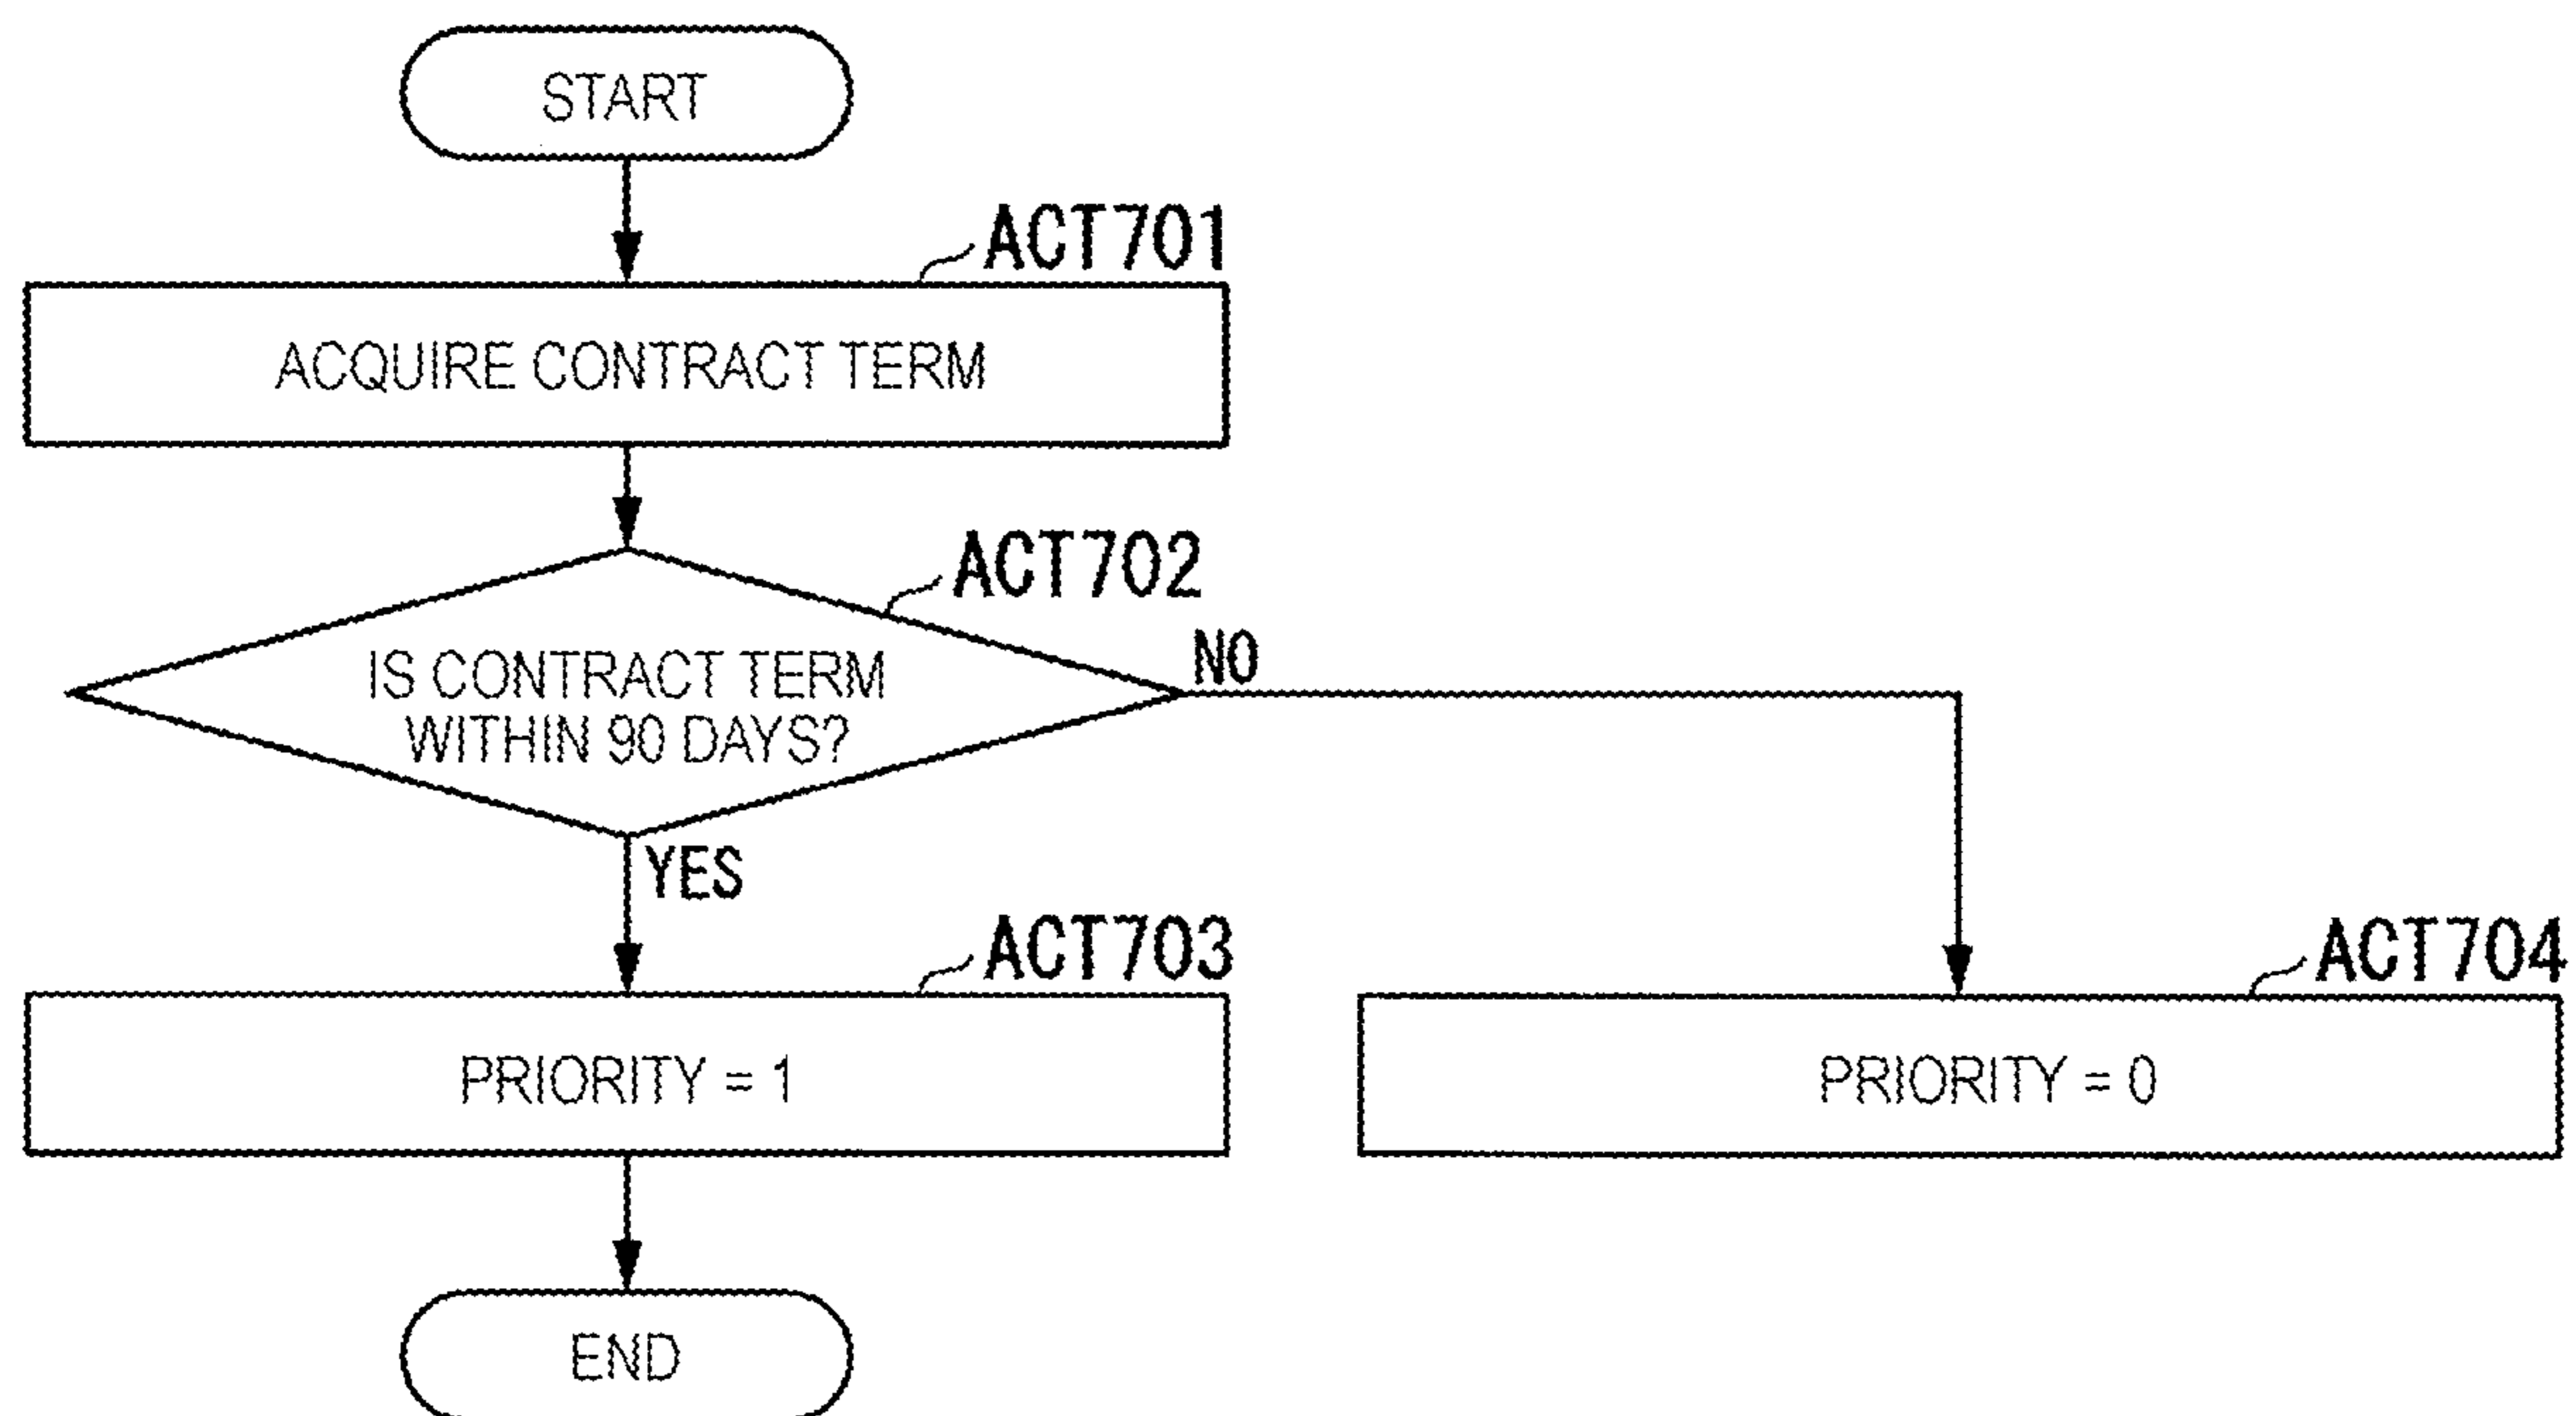 START
ACT701
ACQUIRE CONTRACT TERM
ACT702
IS CONTRACT TERM
WITHIN 90 DAYS?
NO
YES
ACT703
PRIORITY = 1
ACT704
PRIORITY = 0
END